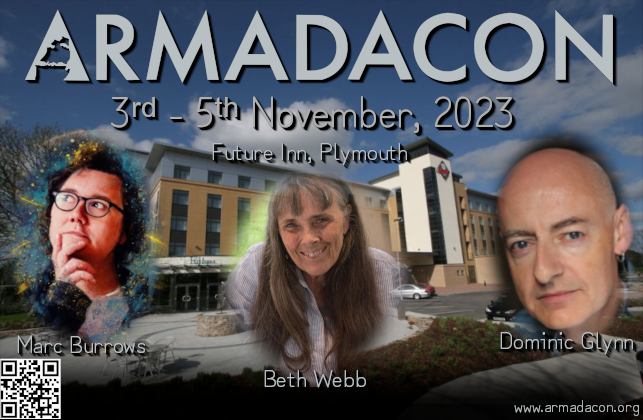 ARMADACON
3rd - 5th November, 2023
Future Inn, Plymouth
Marc Burrows
Beth Webb
Dominic Glynn
www.armadacon.org